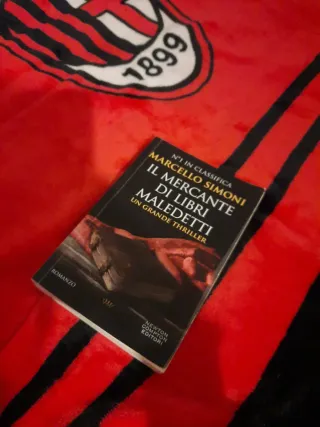 1899
N°1 IN CLASSIFICA
MARCELLO SIMONI
IL MERCANTE
DI LIBRI
MALEDETTI
UN GRANDE THRILLER
ROMANZO
NEWTON
COMPTON
EDITORI